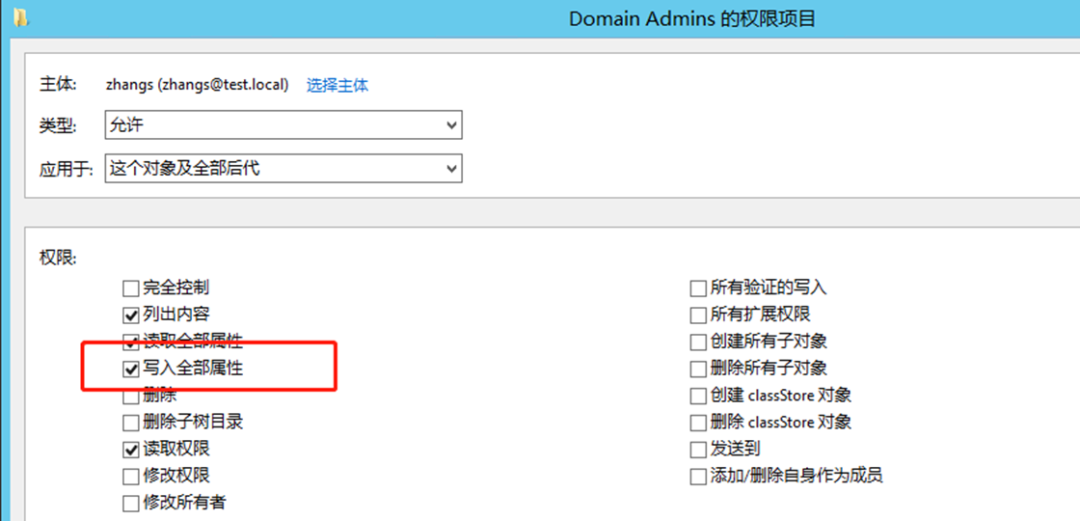 Domain Admins 的权限项目
主体: zhangs (zhangs@test.local) 选择主体
类型: 允许
应用于: 这个对象及全部后代
权限:
完全控制 所有验证的写入
列出内容 所有扩展权限
读取全部属性 创建所有子对象
写入全部属性 删除所有子对象
删除 创建 classStore 对象
删除子树目录 删除 classStore 对象
读取权限 发送到
修改权限 添加/删除自身作为成员
修改所有者